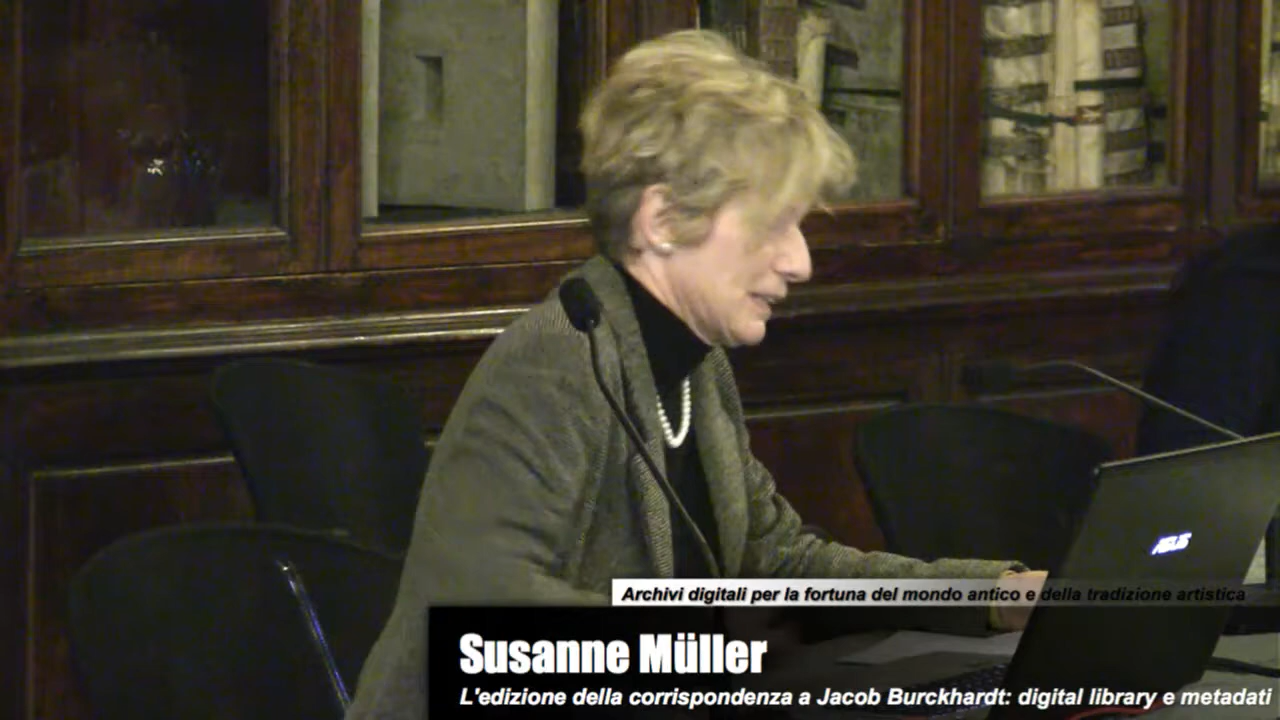 ASUS
Archivi digitali per la fortuna del mondo antico e della tradizione artistica
Susanne Müller
L'edizione della corrispondenza a Jacob Burckhardt: digital library e metadati